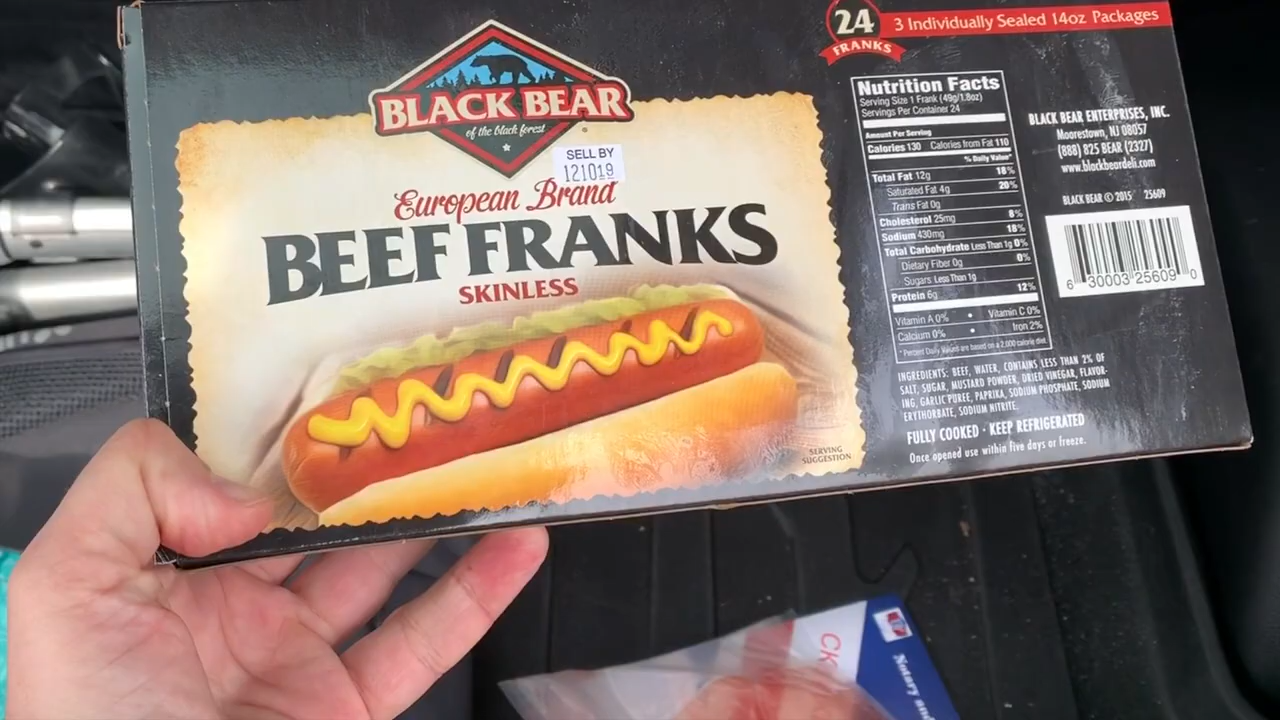 BLACK BEAR
of the black forest
SELL BY
121019
European Brand
BEEF FRANKS
SKINLESS
SERVING
SUGGESTION
24
FRANKS
3 Individually Sealed 14oz Packages
Nutrition Facts
Serving Size 1 Frank (49g/1.8oz)
Servings Per Container 24
Amount Per Serving
Calories 130 Calories from Fat 110
% Daily Value*
Total Fat 12g 18%
Saturated Fat 4g 20%
Trans Fat 0g
Cholesterol 25mg 8%
Sodium 430mg 18%
Total Carbohydrate Less Than 1g 0%
Dietary Fiber 0g 0%
Sugars Less Than 1g
Protein 6g 12%
Vitamin A 0% • Vitamin C 0%
Calcium 0% • Iron 2%
*Percent Daily Values are based on a 2,000 calorie diet.
INGREDIENTS: BEEF, WATER, CONTAINS LESS THAN 2% OF
SALT, SUGAR, MUSTARD POWDER, DRIED VINEGAR, FLAVOR-
ING, GARLIC PUREE, PAPRIKA, SODIUM PHOSPHATE, SODIUM
ERYTHORBATE, SODIUM NITRITE.
FULLY COOKED · KEEP REFRIGERATED
Once opened use within five days or freeze.
BLACK BEAR ENTERPRISES, INC.
Moorestown, NJ 08057
(888) 825 BEAR (2327)
www.blackbeardeli.com
BLACK BEAR © 2015 25609
6 30003 25609 0
CK
Notary and